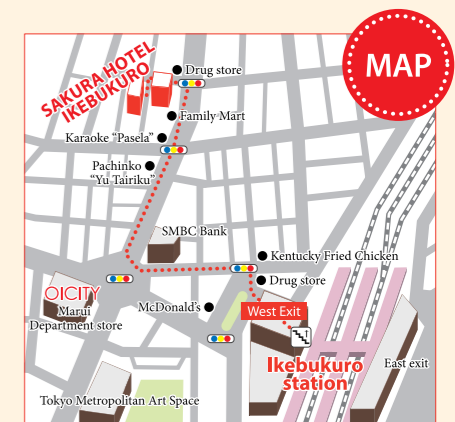 MAP
SAKURA HOTEL
IKEBUKURO
Drug store
Family Mart
Karaoke “Pasela”
Pachinko
“Yu Tairiku”
SMBC Bank
Kentucky Fried Chicken
Drug store
OICITY
Marui
Department store
McDonald's
West Exit
Ikebukuro
station
East exit
Tokyo Metropolitan Art Space